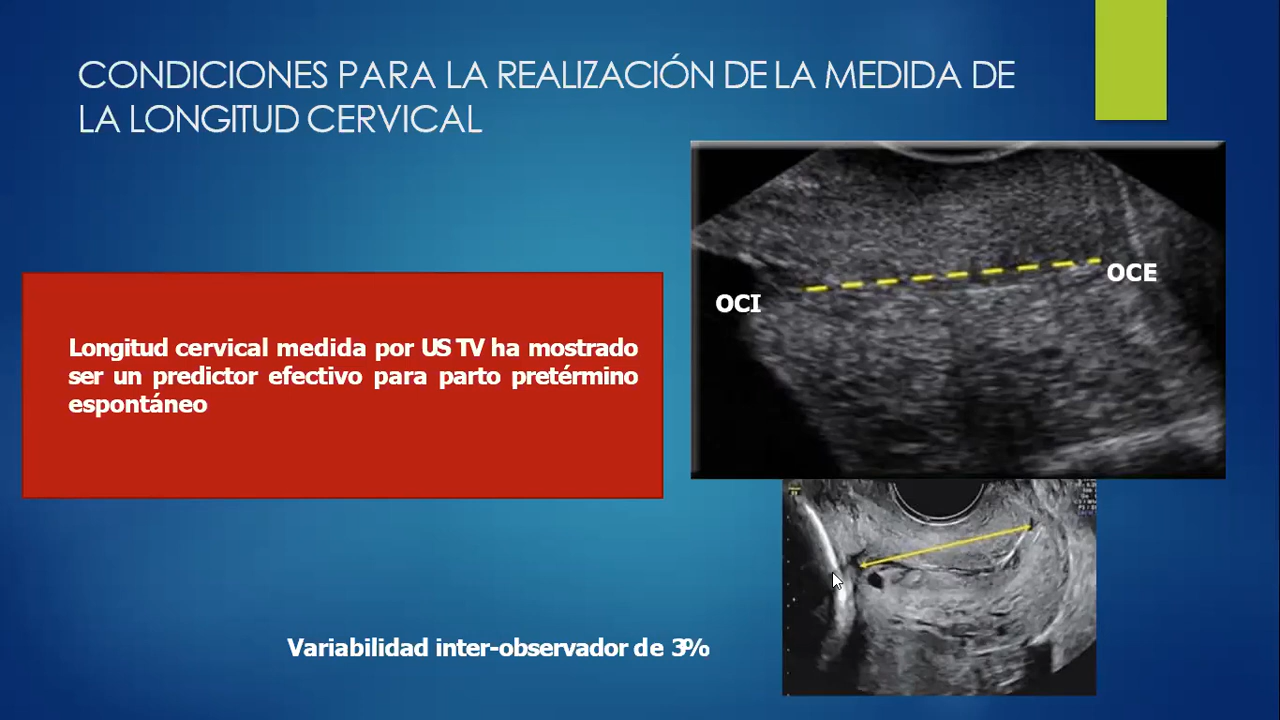 CONDICIONES PARA LA REALIZACIÓN DE LA MEDIDA DE
LA LONGITUD CERVICAL
OCE
OCI
Longitud cervical medida por US TV ha mostrado
ser un predictor efectivo para parto pretérmino
espontáneo
Variabilidad inter-observador de 3%